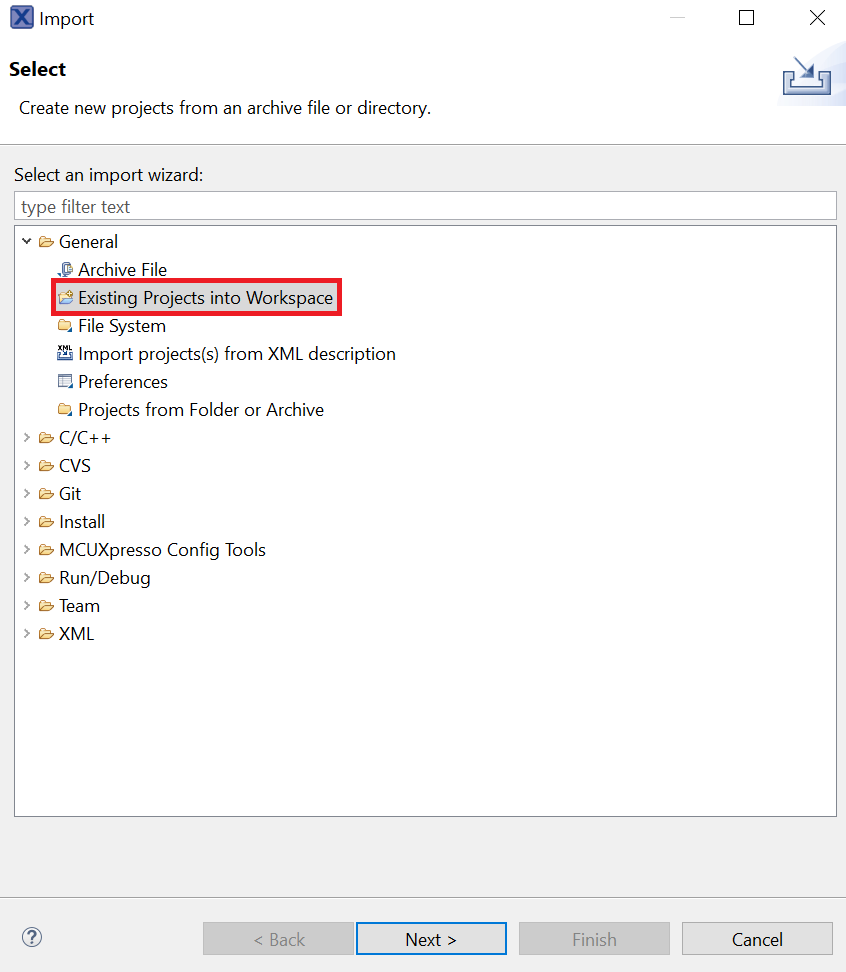 Import
Select
Create new projects from an archive file or directory.
Select an import wizard:
type filter text
General
Archive File
Existing Projects into Workspace
File System
XML Import projects(s) from XML description
Preferences
Projects from Folder or Archive
C/C++
CVS
Git
Install
MCUXpresso Config Tools
Run/Debug
Team
XML
? < Back Next > Finish Cancel